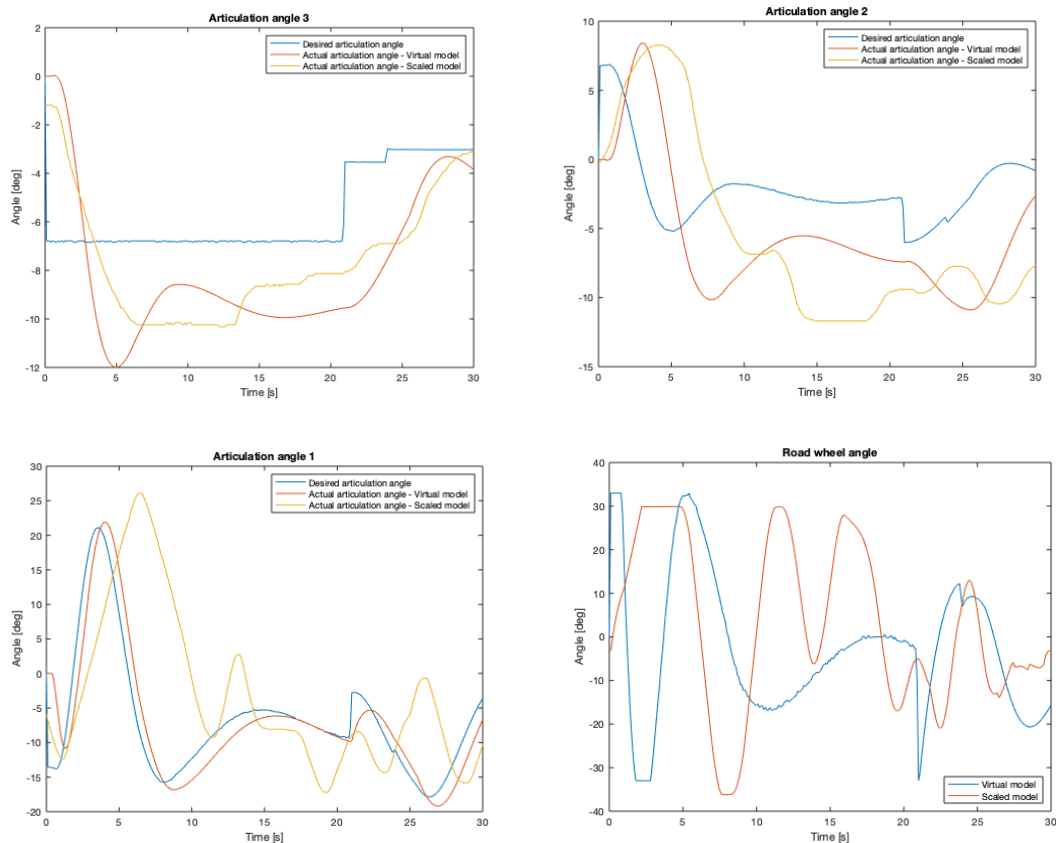 Articulation angle 3
Desired articulation angle
Actual articulation angle - Virtual model
Actual articulation angle - Scaled model
Angle [deg]
2
0
-2
-4
-6
-8
-10
-12
0
5
10
15
20
25
30
Time [s]
Articulation angle 2
Desired articulation angle
Actual articulation angle - Virtual model
Actual articulation angle - Scaled model
Angle [deg]
10
5
0
-5
-10
-15
0
5
10
15
20
25
30
Time [s]
Articulation angle 1
Desired articulation angle
Actual articulation angle - Virtual model
Actual articulation angle - Scaled model
Angle [deg]
30
25
20
15
10
5
0
-5
-10
-15
-20
0
5
10
15
20
25
30
Time [s]
Road wheel angle
Angle [deg]
40
30
20
10
0
-10
-20
-30
-40
Virtual model
Scaled model
0
5
10
15
20
25
30
Time [s]